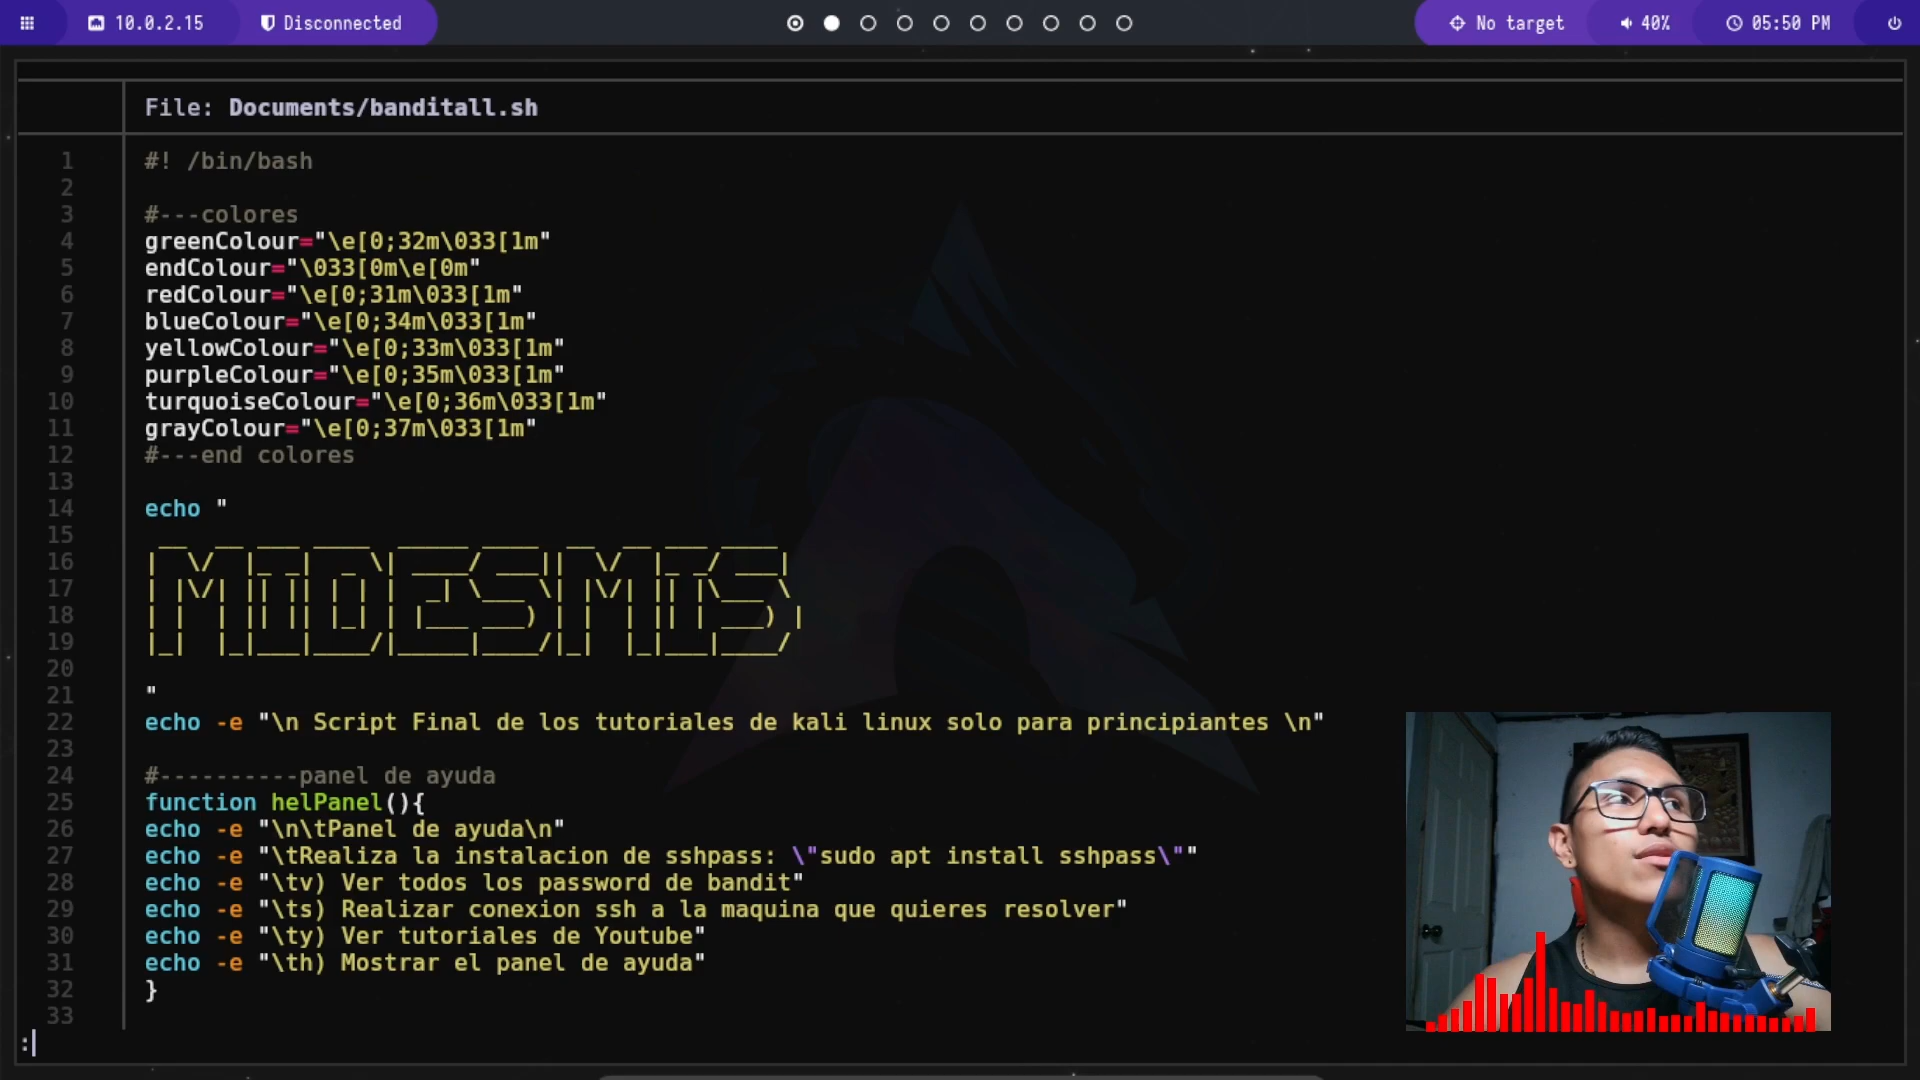 10.0.2.15 Disconnected No target 40% 05:50 PM
File: Documents/banditall.sh
1 #! /bin/bash
2
3 #---colores
4 greenColour="\e[0;32m\033[1m"
5 endColour="\033[0m\e[0m"
6 redColour="\e[0;31m\033[1m"
7 blueColour="\e[0;34m\033[1m"
8 yellowColour="\e[0;33m\033[1m"
9 purpleColour="\e[0;35m\033[1m"
10 turquoiseColour="\e[0;36m\033[1m"
11 grayColour="\e[0;37m\033[1m"
12 #---end colores
13
14 echo "
15
16
17 MIDESMIS
18
19
20
21 "
22 echo -e "\n Script Final de los tutoriales de kali linux solo para principiantes \n"
23
24 #----------panel de ayuda
25 function helPanel(){
26 echo -e "\n\tPanel de ayuda\n"
27 echo -e "\tRealiza la instalacion de sshpass: \"sudo apt install sshpass\""
28 echo -e "\tv) Ver todos los password de bandit"
29 echo -e "\ts) Realizar conexion ssh a la maquina que quieres resolver"
30 echo -e "\ty) Ver tutoriales de Youtube"
31 echo -e "\th) Mostrar el panel de ayuda"
32 }
33
: